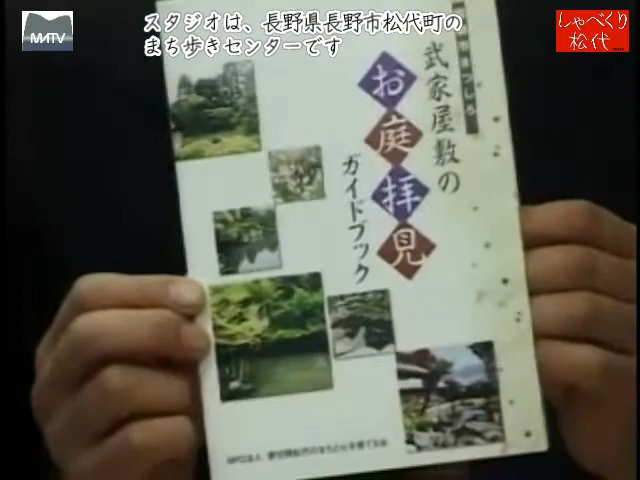 MATV
スタジオは、長野県長野市松代町の
まち歩きセンターです
しゃべくり
松代
武家屋敷の
お庭拝見
ガイドブック